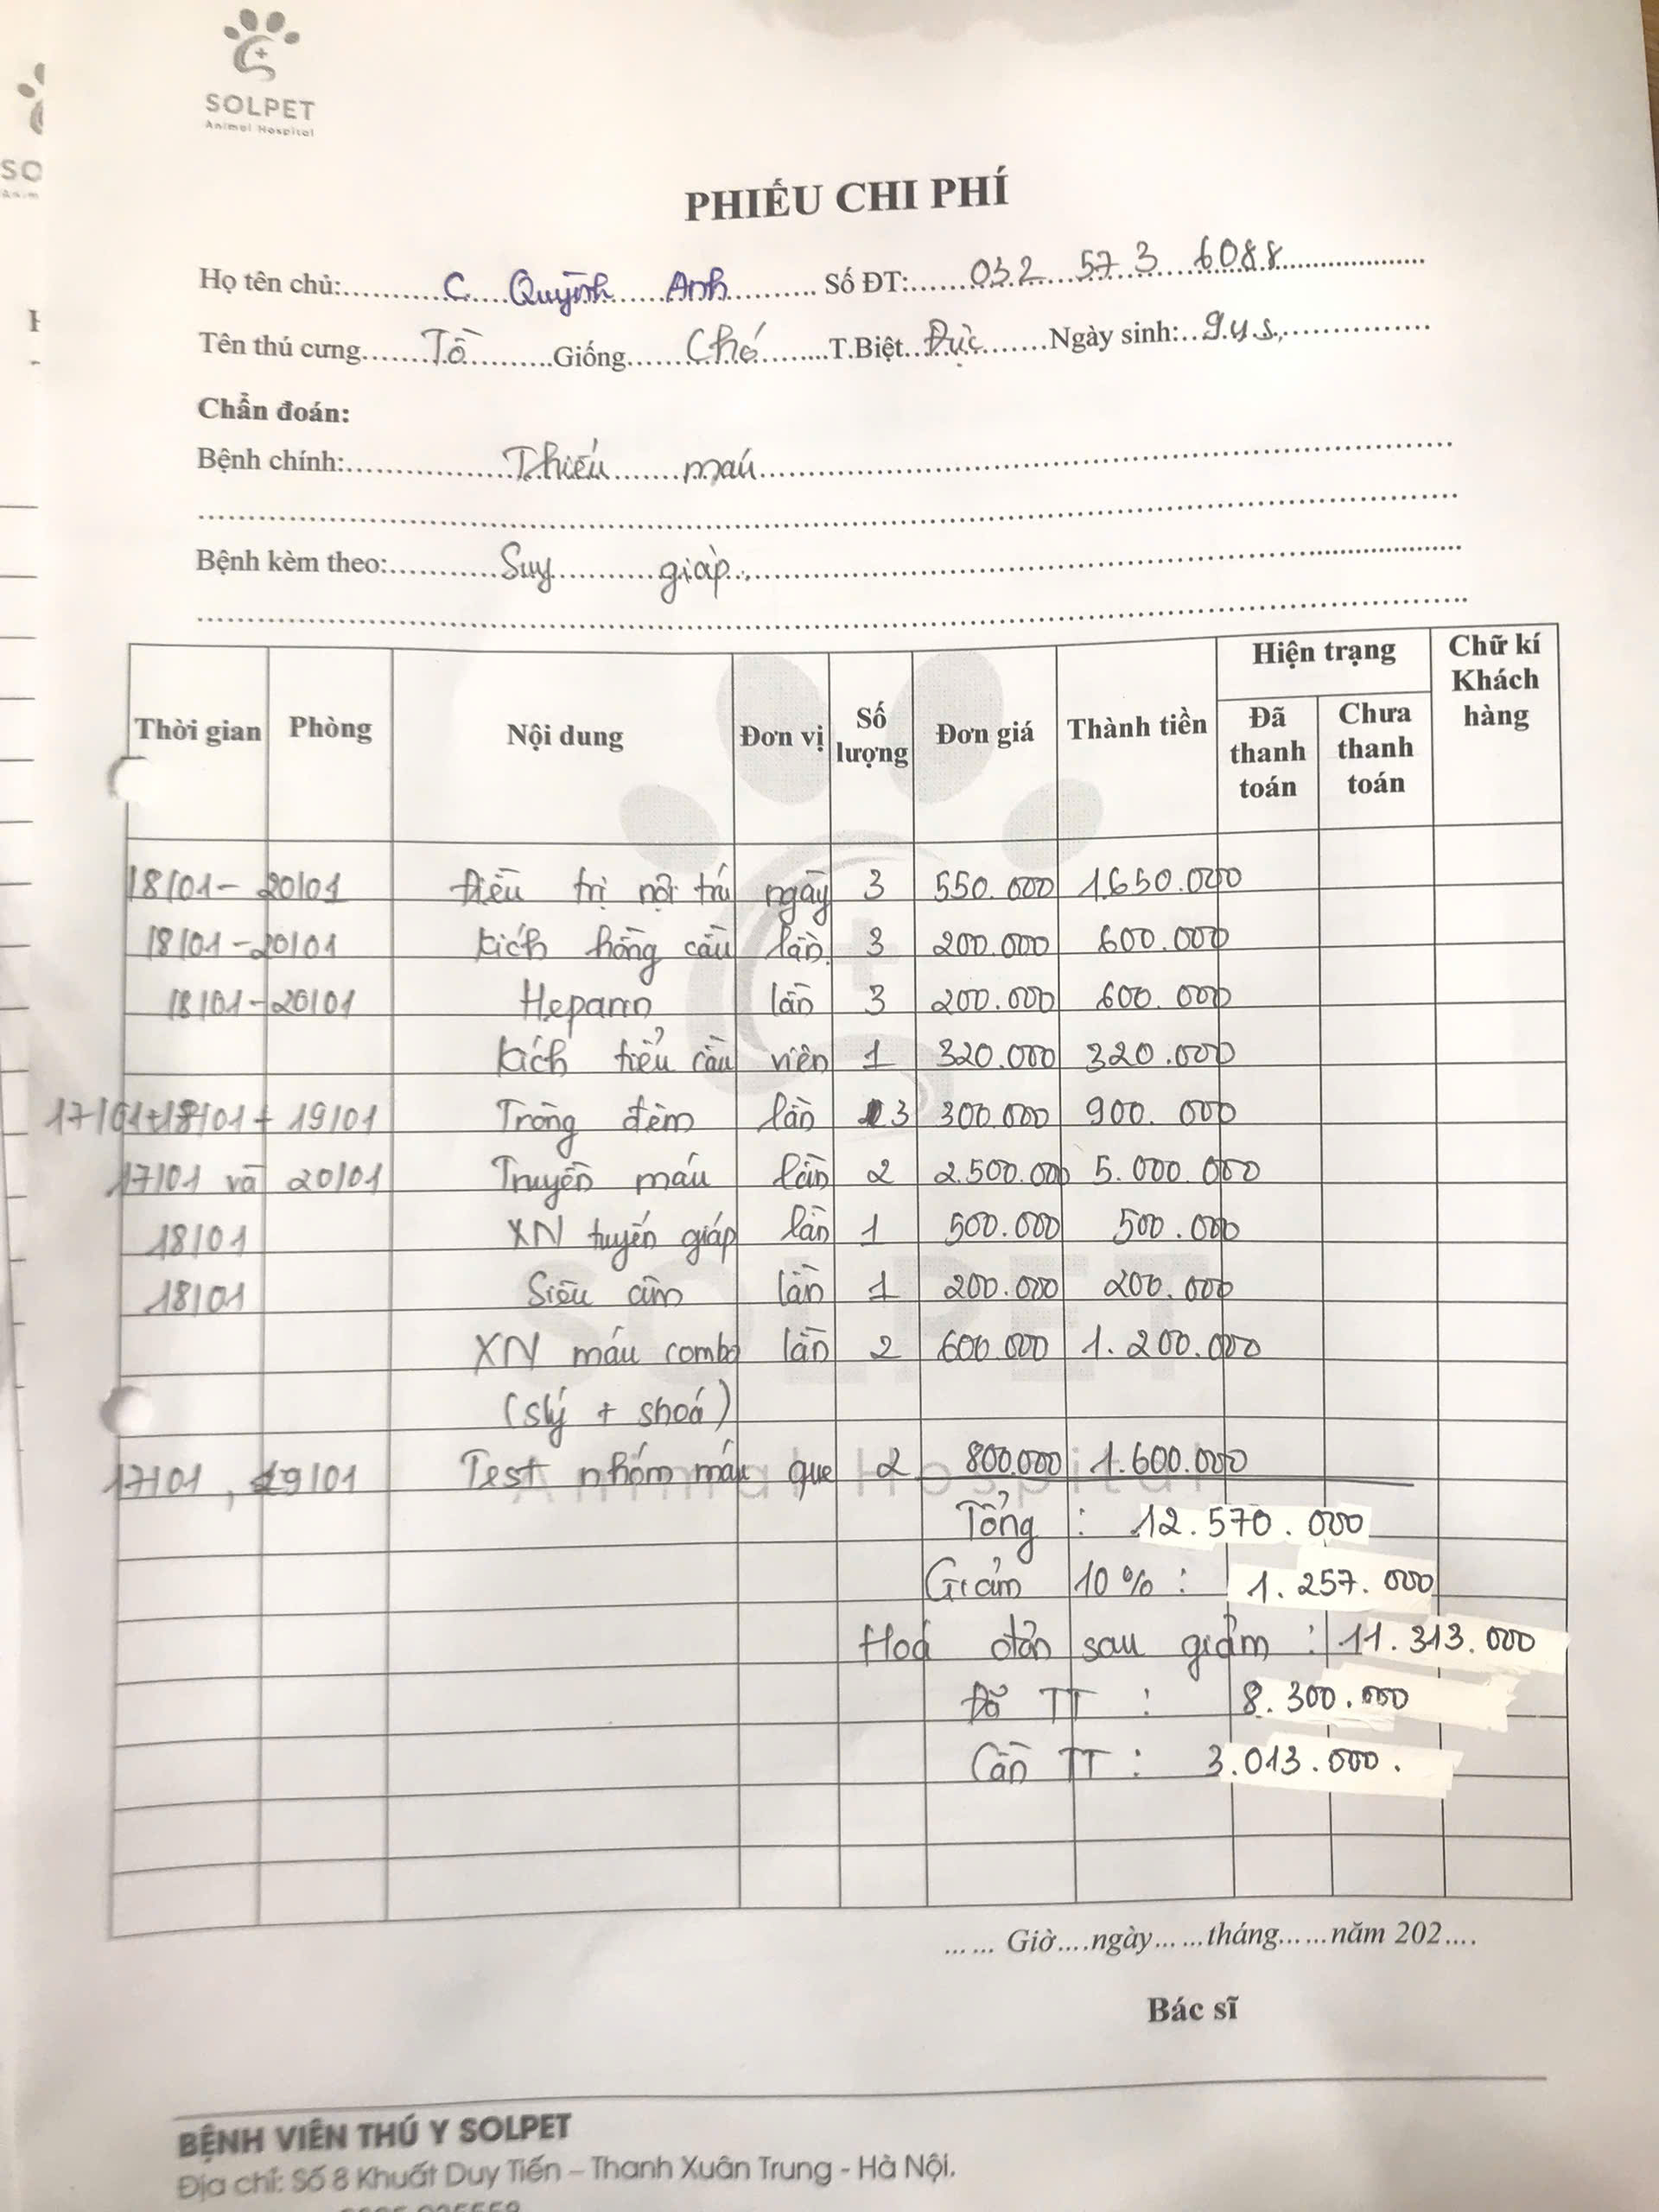 SOLPET
Animal Hospital
PHIẾU CHI PHÍ
Họ tên chủ: C. Quỳnh Anh Số ĐT: 032 573 6088
Tên thú cưng Tồ Giống Chó T.Biệt Đực Ngày sinh: 9.y.s,
Chẩn đoán:
Bệnh chính: Thiếu máu
Bệnh kèm theo: Suy giáp
Thời gian Phòng Nội dung Đơn vị Số lượng Đơn giá Thành tiền Hiện trạng Đã thanh toán Chưa thanh toán Chữ kí Khách hàng
18/01 - 20/01 Điều trị nội trú ngày 3 550.000 1.650.000
18/01 - 20/01 Kích hồng cầu lần 3 200.000 600.000
18/01 - 20/01 Heparin lần 3 200.000 600.000
Kích tiểu cầu viên 1 320.000 320.000
17/01+18/01+ 19/01 Trông đêm lần 3 300.000 900.000
17/01 và 20/01 Truyền máu lần 2 2.500.000 5.000.000
18/01 XN tuyến giáp lần 1 500.000 500.000
18/01 Siêu âm lần 1 200.000 200.000
XN máu combo lần 2 600.000 1.200.000
(slý + shoá)
17/01, 19/01 Test nhóm máu que 2 800.000 1.600.000
Tổng : 12.570.000
Giảm 10% : 1.257.000
Hoá đơn sau giảm : 11.313.000
Đã TT : 8.300.000
Cần TT : 3.013.000.
...... Giờ....ngày... ...tháng... ...năm 202....
Bác sĩ
BỆNH VIỆN THÚ Y SOLPET
Địa chỉ: Số 8 Khuất Duy Tiến – Thanh Xuân Trung - Hà Nội.